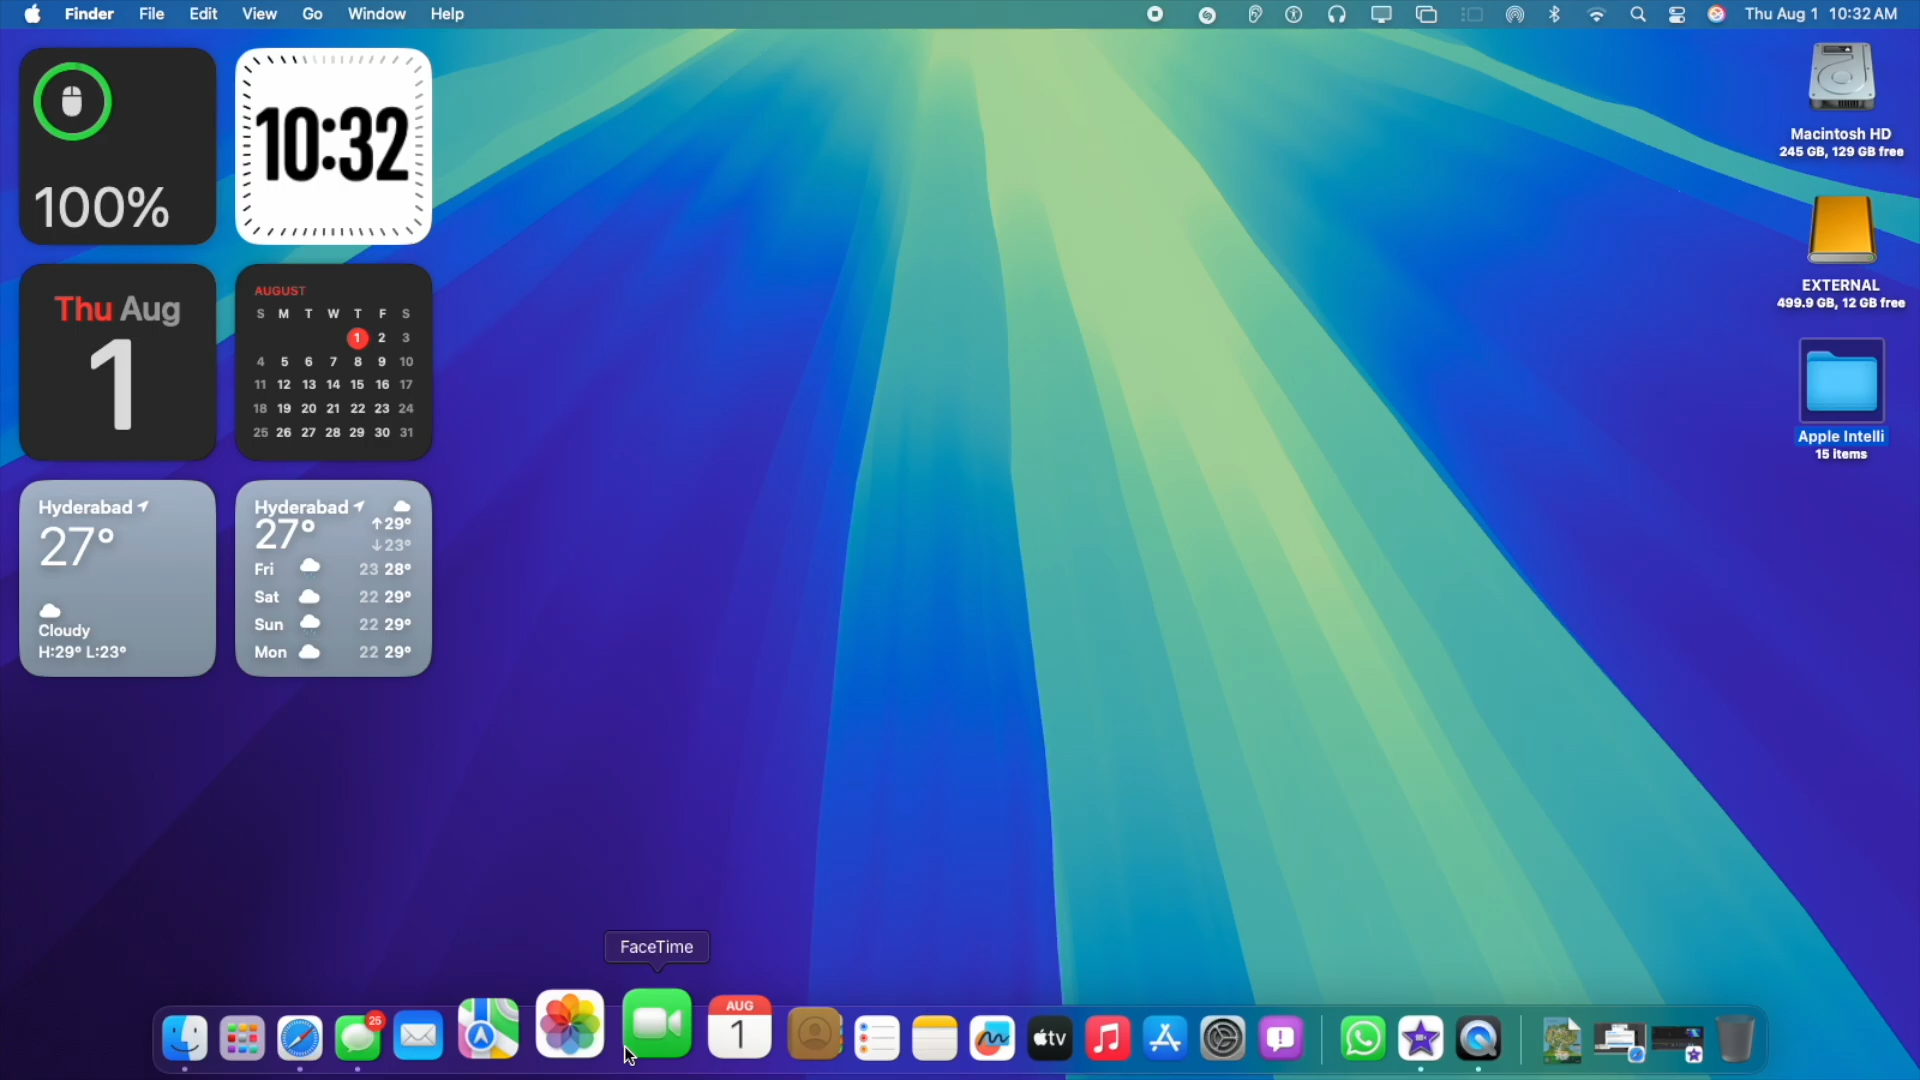 Finder File Edit View Go Window Help
Thu Aug 1 10:32 AM
100%
10:32
Thu Aug
1
AUGUST
S M T W T F S
1 2 3
4 5 6 7 8 9 10
11 12 13 14 15 16 17
18 19 20 21 22 23 24
25 26 27 28 29 30 31
Hyderabad
27°
Cloudy
H:29° L:23°
Hyderabad
27°
↑29°
↓23°
Fri 23 28°
Sat 22 29°
Sun 22 29°
Mon 22 29°
Macintosh HD
245 GB, 129 GB free
EXTERNAL
499.9 GB, 12 GB free
Apple Intelli
15 items
FaceTime
25
AUG
1
tv